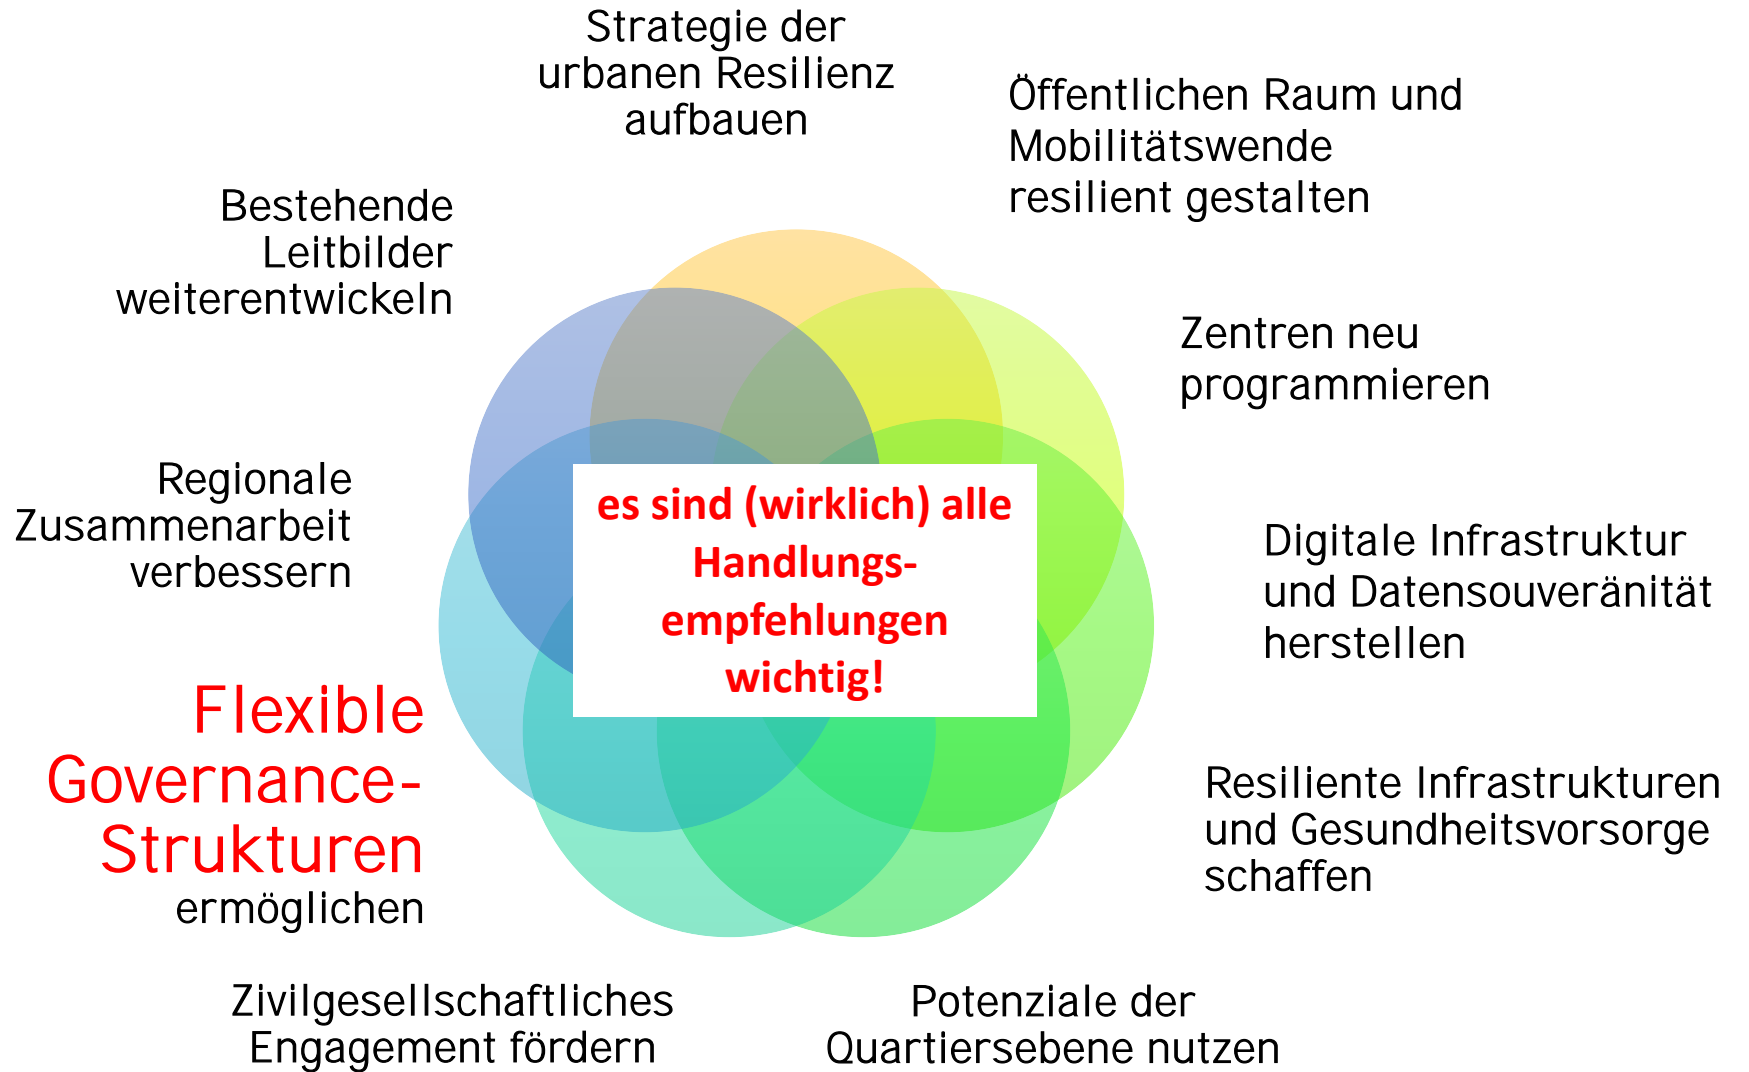 Strategie der
urbanen Resilienz
aufbauen
Öffentlichen Raum und
Mobilitätswende
resilient gestalten
Zentren neu
programmieren
Digitale Infrastruktur
und Datensouveränität
herstellen
Resiliente Infrastrukturen
und Gesundheitsvorsorge
schaffen
Potenziale der
Quartiersebene nutzen
Zivilgesellschaftliches
Engagement fördern
Flexible
Governance-
Strukturen
ermöglichen
Regionale
Zusammenarbeit
verbessern
Bestehende
Leitbilder
weiterentwickeln
es sind (wirklich) alle
Handlungs-
empfehlungen
wichtig!